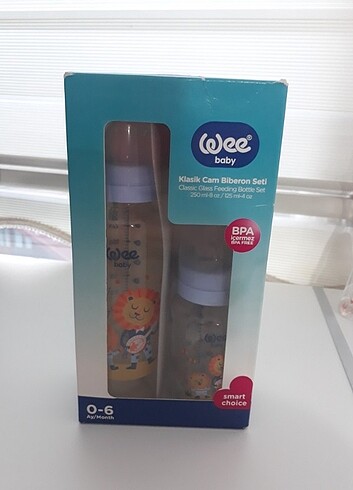 Wee
baby
Klasik Cam Biberon Seti
Classic Glass Feeding Bottle Set
250 ml-8 oz / 125 ml-4 oz
BPA
içermez
BPA FREE
Wee
baby
smart
choice
0-6
Ay/Month